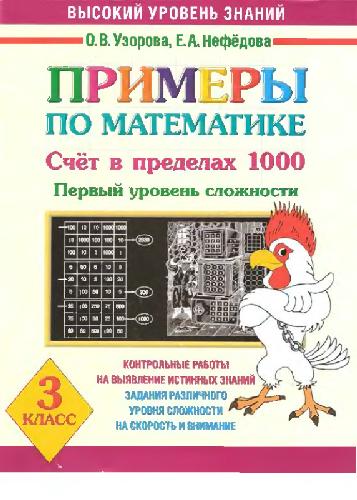 ВЫСОКИЙ УРОВЕНЬ ЗНАНИЙ
О. В. Узорова, Е. А. Нефёдова
ПРИМЕРЫ
ПО МАТЕМАТИКЕ
Счёт в пределах 1000
Первый уровень сложности
КОНТРОЛЬНЫЕ РАБОТЫ
НА ВЫЯВЛЕНИЕ ИСТИННЫХ ЗНАНИЙ
ЗАДАНИЯ РАЗЛИЧНОГО
УРОВНЯ СЛОЖНОСТИ
НА СКОРОСТЬ И ВНИМАНИЕ
3
КЛАСС